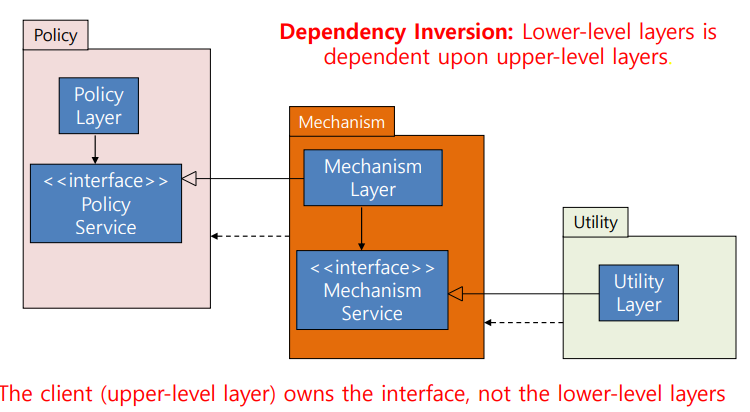 Policy
Dependency Inversion: Lower-level layers is
dependent upon upper-level layers
Policy
Layer
Mechanism
<<interface>>
Policy
Service
Mechanism
Layer
Utility
<<interface>>
Mechanism
Service
Utility
Layer
The client (upper-level layer) owns the interface, not the lower-level layers